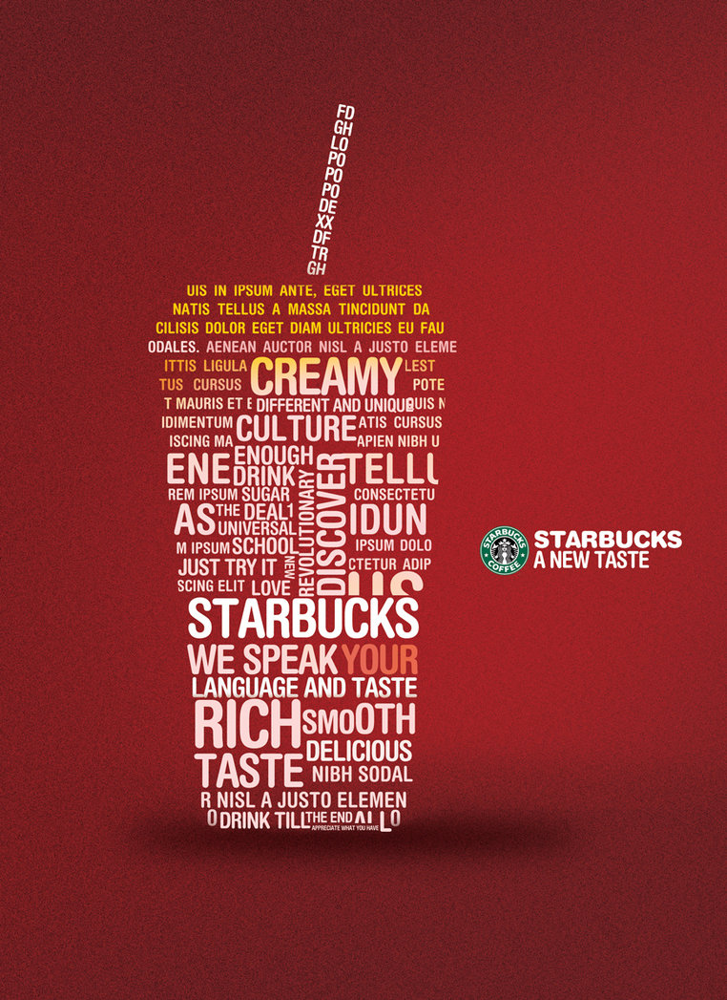 FD
GH
LO
PO
PO
PO
DE
XX
DF
TR
GH
UIS IN IPSUM ANTE, EGET ULTRICES
NATIS TELLUS A MASSA TINCIDUNT DA
CILISIS DOLOR EGET DIAM ULTRICIES EU FAU
ODALES. AENEAN AUCTOR NISL A JUSTO ELEME
ITTIS LIGULA CREAMY LEST
TUS CURSUS POTE
T MAURIS ET E DIFFERENT AND UNIQUE UIS N
IDIMENTUM CULTURE ATIS CURSUS
ISCING MA ENOUGH APIEN NIBH U
ENE DRINK REVOLUTIONARY DISCOVER TELLU
REM IPSUM SUGAR CONSECTETU
AS THE DEAL1 IDUN
UNIVERSAL
M IPSUM SCHOOL IPSUM DOLO
JUST TRY IT NEW CTETUR ADIP
SCING ELIT LOVE US
STARBUCKS
WE SPEAK YOUR
LANGUAGE AND TASTE
RICH SMOOTH
DELICIOUS
TASTE NIBH SODAL
R NISL A JUSTO ELEMEN
O DRINK TILL THE END ALLO
APPRECIATE WHAT YOU HAVE
STARBUCKS
COFFEE
STARBUCKS
A NEW TASTE